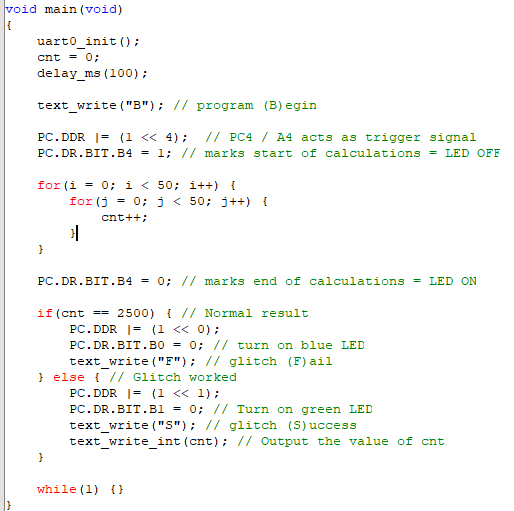 void main(void)
{
    uart0_init();
    cnt = 0;
    delay_ms(100);

    text_write("B"); // program (B)egin

    PC.DDR |= (1 << 4);  // PC4 / A4 acts as trigger signal
    PC.DR.BIT.B4 = 1; // marks start of calculations = LED OFF

    for(i = 0; i < 50; i++) {
        for(j = 0; j < 50; j++) {
            cnt++;
        }
    }

    PC.DR.BIT.B4 = 0; // marks end of calculations = LED ON

    if(cnt == 2500) { // Normal result
        PC.DDR |= (1 << 0);
        PC.DR.BIT.B0 = 0; // turn on blue LED
        text_write("F"); // glitch (F)ail
    } else { // Glitch worked
        PC.DDR |= (1 << 1);
        PC.DR.BIT.B1 = 0; // Turn on green LED
        text_write("S"); // glitch (S)uccess
        text_write_int(cnt); // Output the value of cnt
    }

    while(1) {}
}